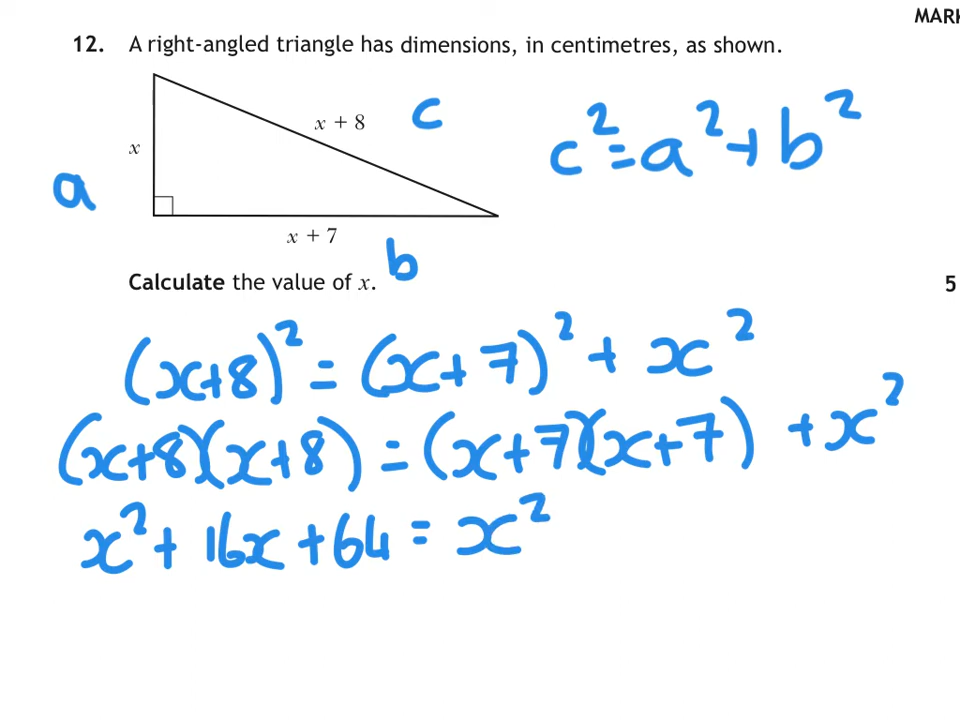 MARK
12. A right-angled triangle has dimensions, in centimetres, as shown.
x + 8
c
c² = a² + b²
x
a
x + 7
b
Calculate the value of x.
5
(x+8)² = (x+7)² + x²
(x+8)(x+8) = (x+7)(x+7) + x²
x² + 16x + 64 = x²